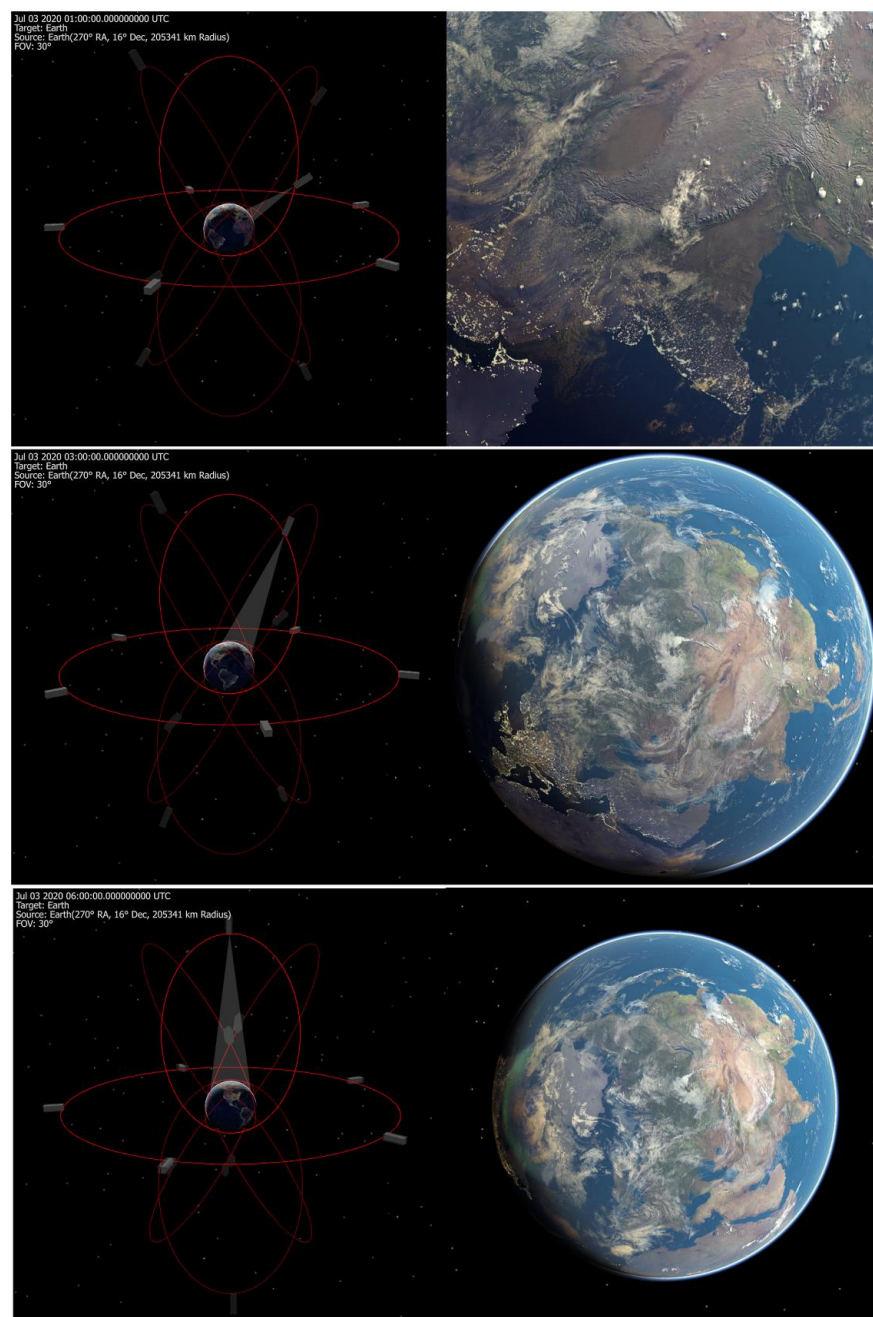 Jul 03 2020 01:00:00.000000000 UTC
Target: Earth
Source: Earth(270° RA, 16° Dec, 205341 km Radius)
FOV: 30°
Jul 03 2020 03:00:00.000000000 UTC
Target: Earth
Source: Earth(270° RA, 16° Dec, 205341 km Radius)
FOV: 30°
Jul 03 2020 06:00:00.000000000 UTC
Target: Earth
Source: Earth(270° RA, 16° Dec, 205341 km Radius)
FOV: 30°